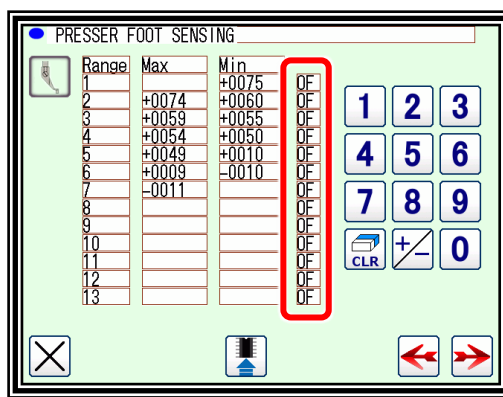 PRESSER FOOT SENSING
Range Max Min
1 +0075 OF
2 +0074 +0060 OF
3 +0059 +0055 OF
4 +0054 +0050 OF
5 +0049 +0010 OF
6 +0009 -0010 OF
7 -0011 OF
8 OF
9 OF
10 OF
11 OF
12 OF
13 OF
1 2 3
4 5 6
7 8 9
CLR +/- 0